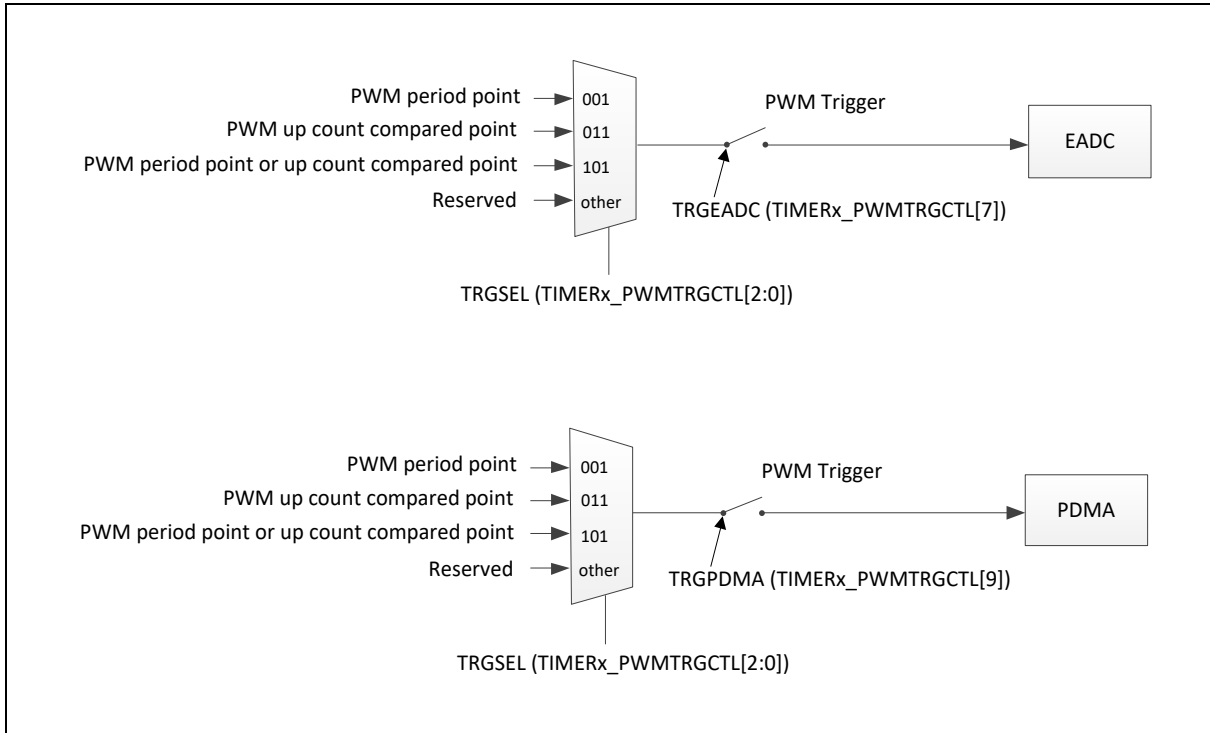 PWM period point
001
PWM up count compared point
011
PWM period point or up count compared point
101
Reserved
other
PWM Trigger
EADC
TRGEADC (TIMERx_PWMTRGCTL[7])
TRGSEL (TIMERx_PWMTRGCTL[2:0])
PWM period point
001
PWM up count compared point
011
PWM period point or up count compared point
101
Reserved
other
PWM Trigger
PDMA
TRGPDMA (TIMERx_PWMTRGCTL[9])
TRGSEL (TIMERx_PWMTRGCTL[2:0])